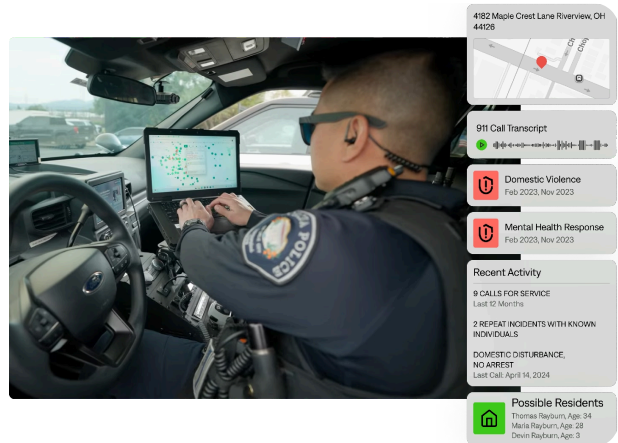 4182 Maple Crest Lane Riverview, OH
44126
Ch
911 Call Transcript
Domestic Violence
Feb 2023, Nov 2023
Mental Health Response
Feb 2023, Nov 2023
Recent Activity
9 CALLS FOR SERVICE
Last 12 Months
2 REPEAT INCIDENTS WITH KNOWN
INDIVIDUALS
DOMESTIC DISTURBANCE,
NO ARREST
Last Call: April 14, 2024
Possible Residents
Thomas Rayburn, Age: 34
Maria Rayburn, Age: 28
Devin Rayburn, Age: 3
POLICE
Ford